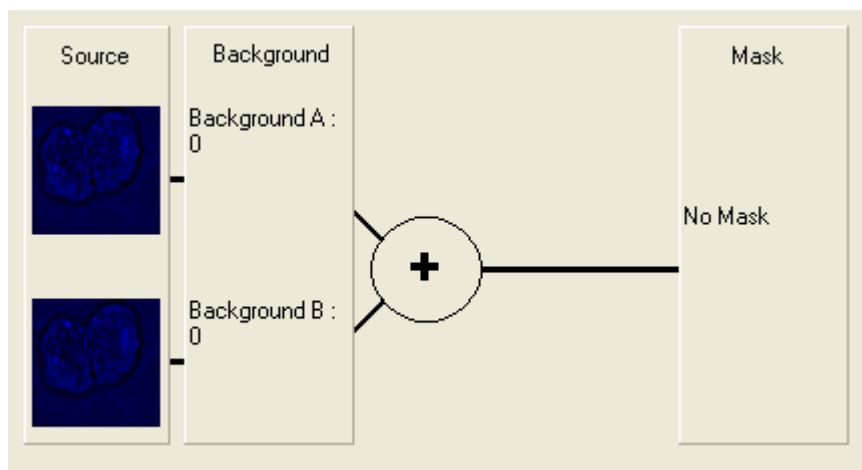 Source
Background
Mask
Background A :
0
No Mask
+
Background B :
0